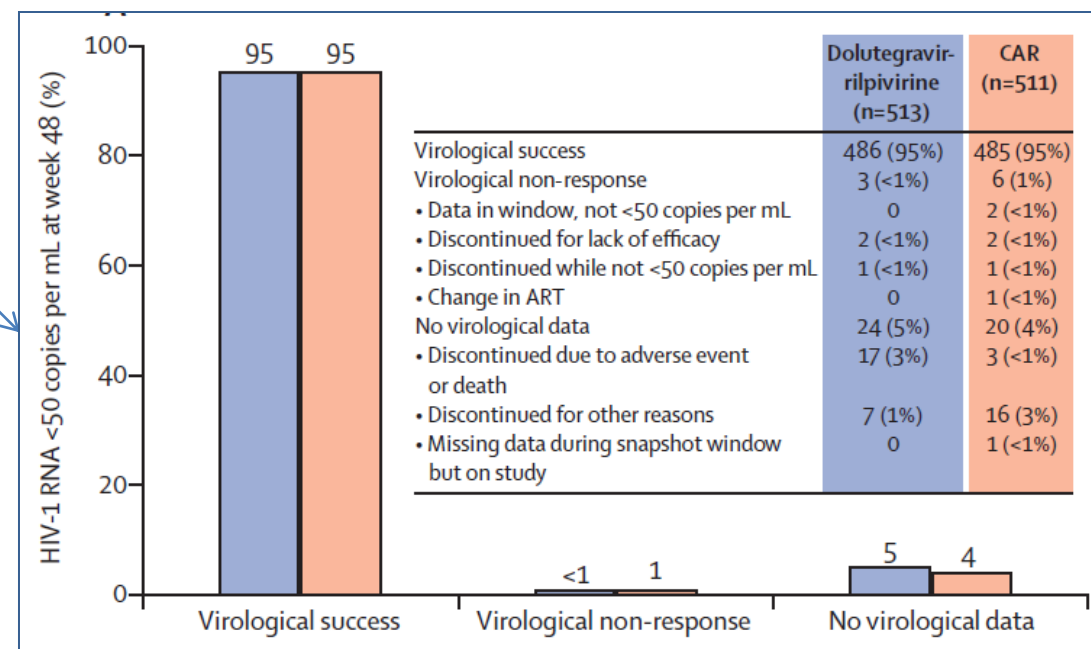 HIV-1 RNA <50 copies per mL at week 48 (%)
100
80
60
40
20
0
95 95
<1 1
5 4
Virological success Virological non-response No virological data
Dolutegravir-
rilpivirine
(n=513)
CAR
(n=511)
Virological success 486 (95%) 485 (95%)
Virological non-response 3 (<1%) 6 (1%)
• Data in window, not <50 copies per mL 0 2 (<1%)
• Discontinued for lack of efficacy 2 (<1%) 2 (<1%)
• Discontinued while not <50 copies per mL 1 (<1%) 1 (<1%)
• Change in ART 0 1 (<1%)
No virological data 24 (5%) 20 (4%)
• Discontinued due to adverse event 17 (3%) 3 (<1%)
or death
• Discontinued for other reasons 7 (1%) 16 (3%)
• Missing data during snapshot window 0 1 (<1%)
but on study